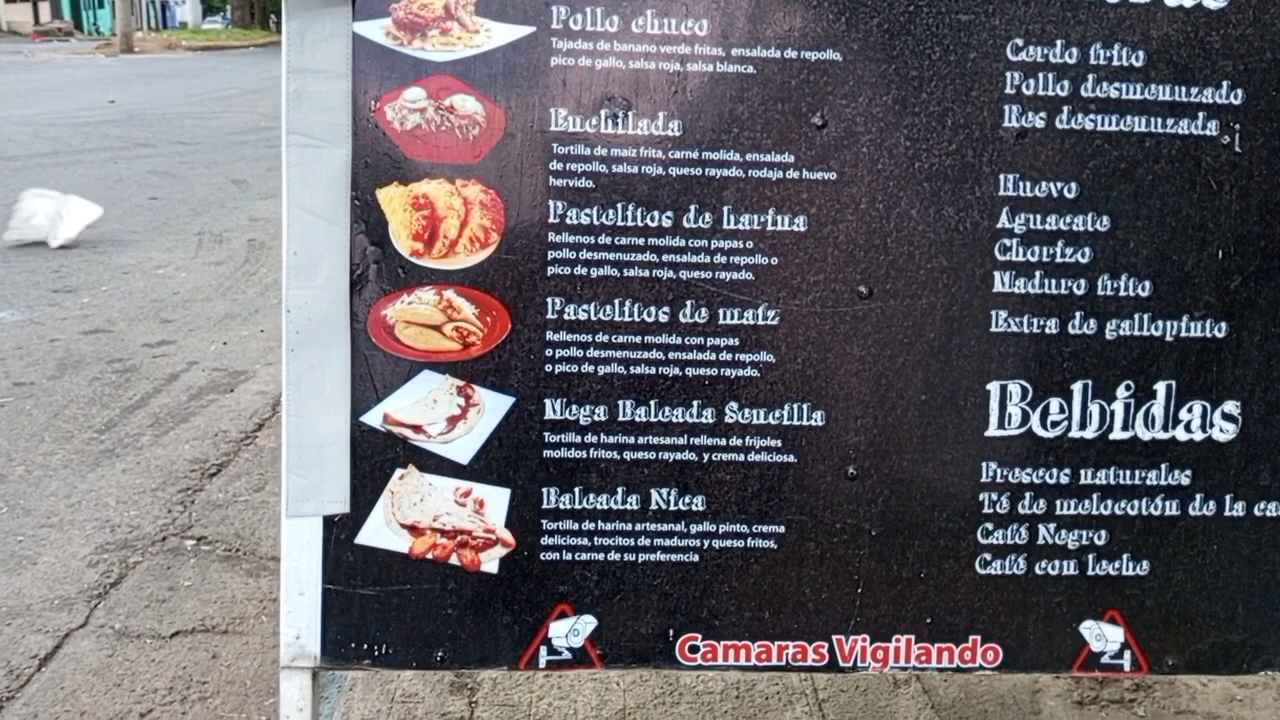 Pollo chuco
Tajadas de banano verde fritas, ensalada de repollo,
pico de gallo, salsa roja, salsa blanca.
Enchilada
Tortilla de maíz frita, carné molida, ensalada
de repollo, salsa roja, queso rayado, rodaja de huevo
hervido.
Pastelitos de harina
Rellenos de carne molida con papas o
pollo desmenuzado, ensalada de repollo o
pico de gallo, salsa roja, queso rayado.
Pastelitos de maíz
Rellenos de carne molida con papas
o pollo desmenuzado, ensalada de repollo,
o pico de gallo, salsa roja, queso rayado.
Mega Baleada Sencilla
Tortilla de harina artesanal rellena de frijoles
molidos fritos, queso rayado, y crema deliciosa.
Baleada Nica
Tortilla de harina artesanal, gallo pinto, crema
deliciosa, trocitos de maduros y queso fritos,
con la carne de su preferencia
Cerdo frito
Pollo desmenuzado
Res desmenuzada
Huevo
Aguacate
Chorizo
Maduro frito
Extra de gallopinto
Bebidas
Frescos naturales
Té de melocotón de la
Café Negro
Café con leche
Camaras Vigilando